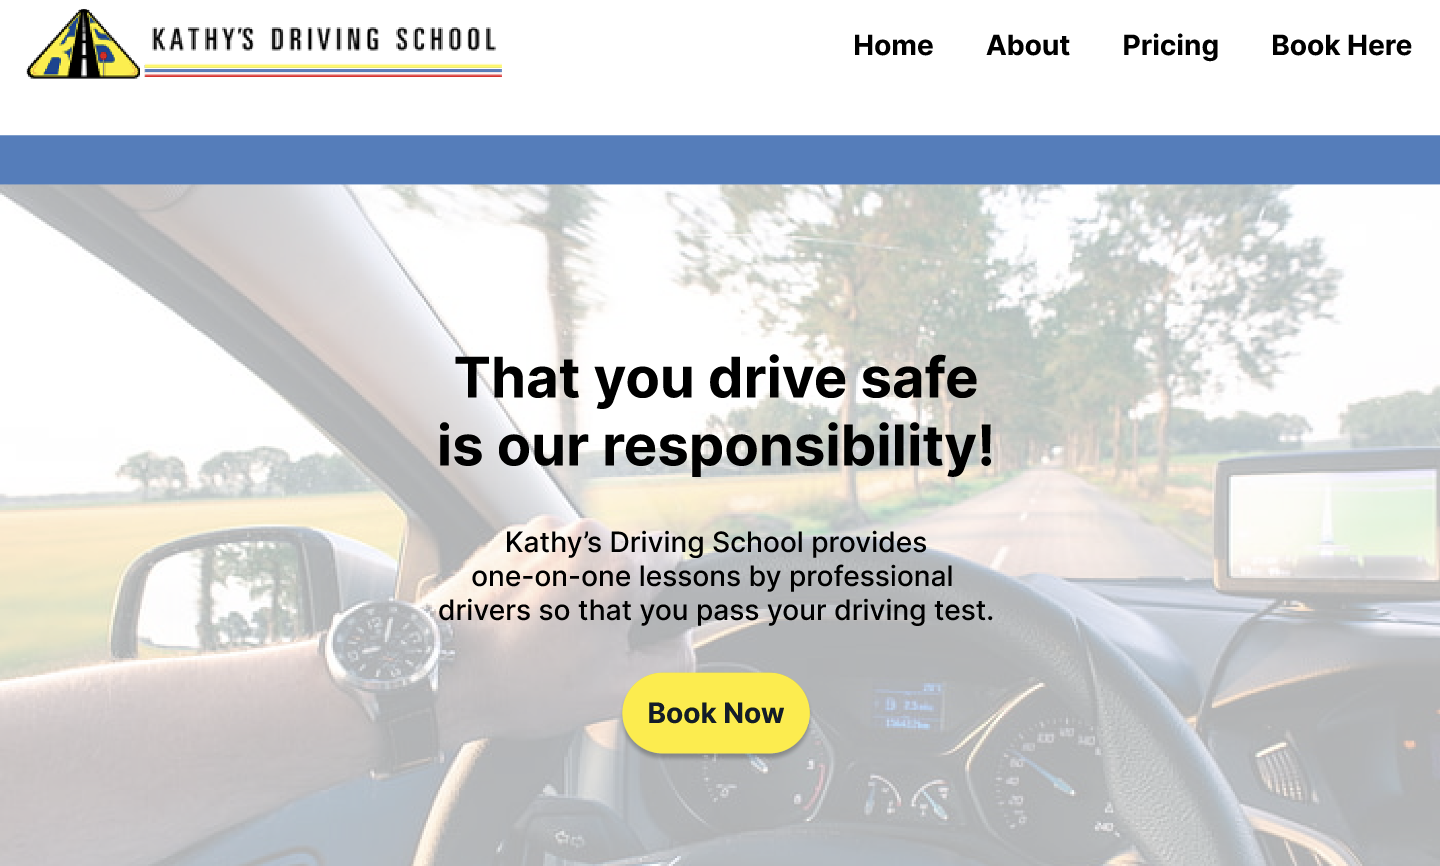 KATHY'S DRIVING SCHOOL
Home
About
Pricing
Book Here
That you drive safe
is our responsibility!
Kathy’s Driving School provides
one-on-one lessons by professional
drivers so that you pass your driving test.
Book Now